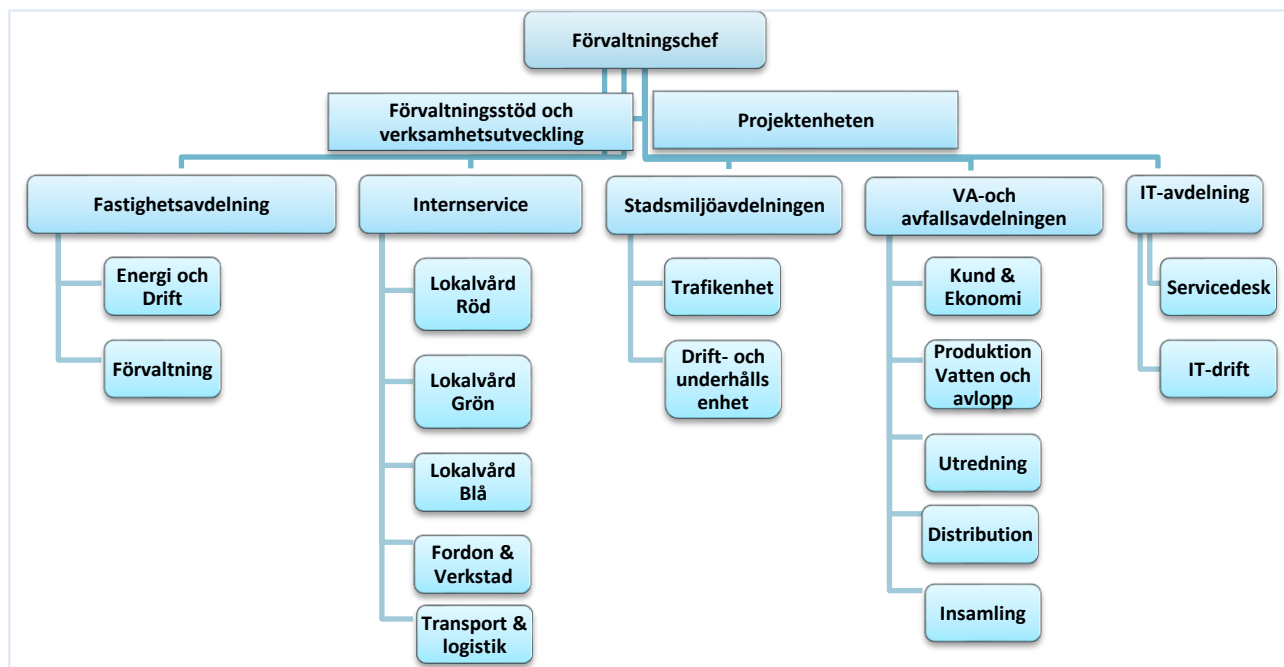 Förvaltningschef
Förvaltningsstöd och
verksamhetsutveckling
Projektenheten
Fastighetsavdelning
Internservice
Stadsmiljöavdelningen
VA-och
avfallsavdelningen
IT-avdelning
Energi och
Drift
Förvaltning
Lokalvård
Röd
Lokalvård
Grön
Lokalvård
Blå
Fordon &
Verkstad
Transport &
logistik
Trafikenhet
Drift- och
underhålls
enhet
Kund &
Ekonomi
Produktion
Vatten och
avlopp
Utredning
Distribution
Insamling
Servicedesk
IT-drift